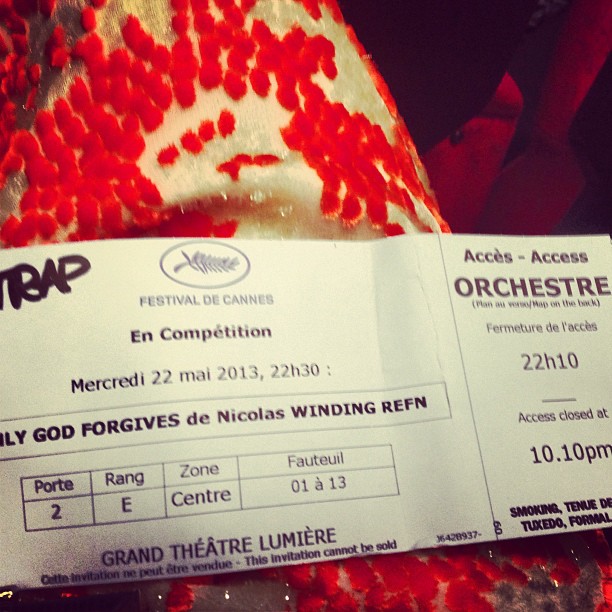 TRAP
FESTIVAL DE CANNES
En Compétition
Mercredi 22 mai 2013, 22h30 :
NLY GOD FORGIVES de Nicolas WINDING REFN
Porte Rang Zone Fauteuil
2 E Centre 01 à 13
GRAND THÉÂTRE LUMIÈRE
Cette invitation ne peut être vendue - This invitation cannot be sold
Accès - Access
ORCHESTRE
(Plan au verso/Map on the back)
Fermeture de l'accès
22h10
Access closed at
10.10pm
SMOKING, TENUE DE
TUXEDO, FORMAL
J6428937-